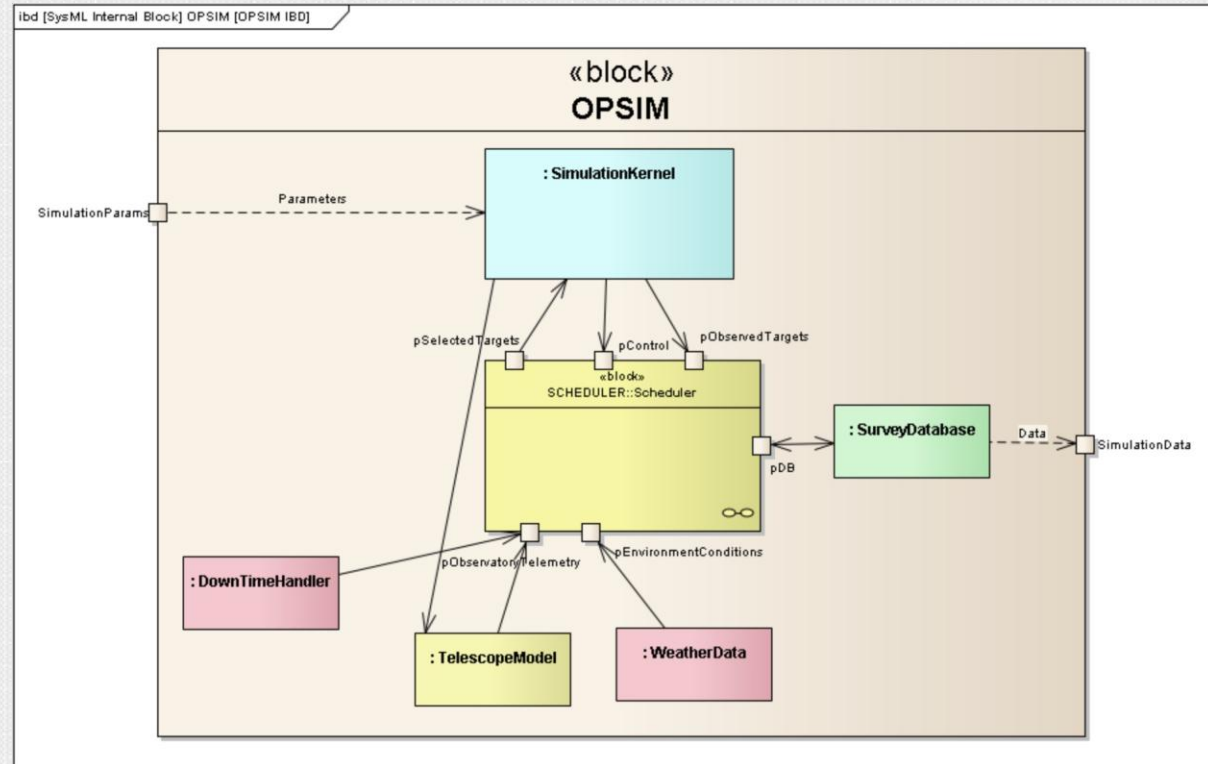 ibd [SysML Internal Block] OPSIM [OPSIM IBD]
«block»
OPSIM
: SimulationKernel
Parameters
SimulationParams
pSelectedTargets
pControl
pObservedTargets
«block»
SCHEDULER::Scheduler
: SurveyDatabase
Data
SimulationData
pDB
pEnvironmentConditions
pObservatoryTelemetry
: DownTimeHandler
: TelescopeModel
: WeatherData